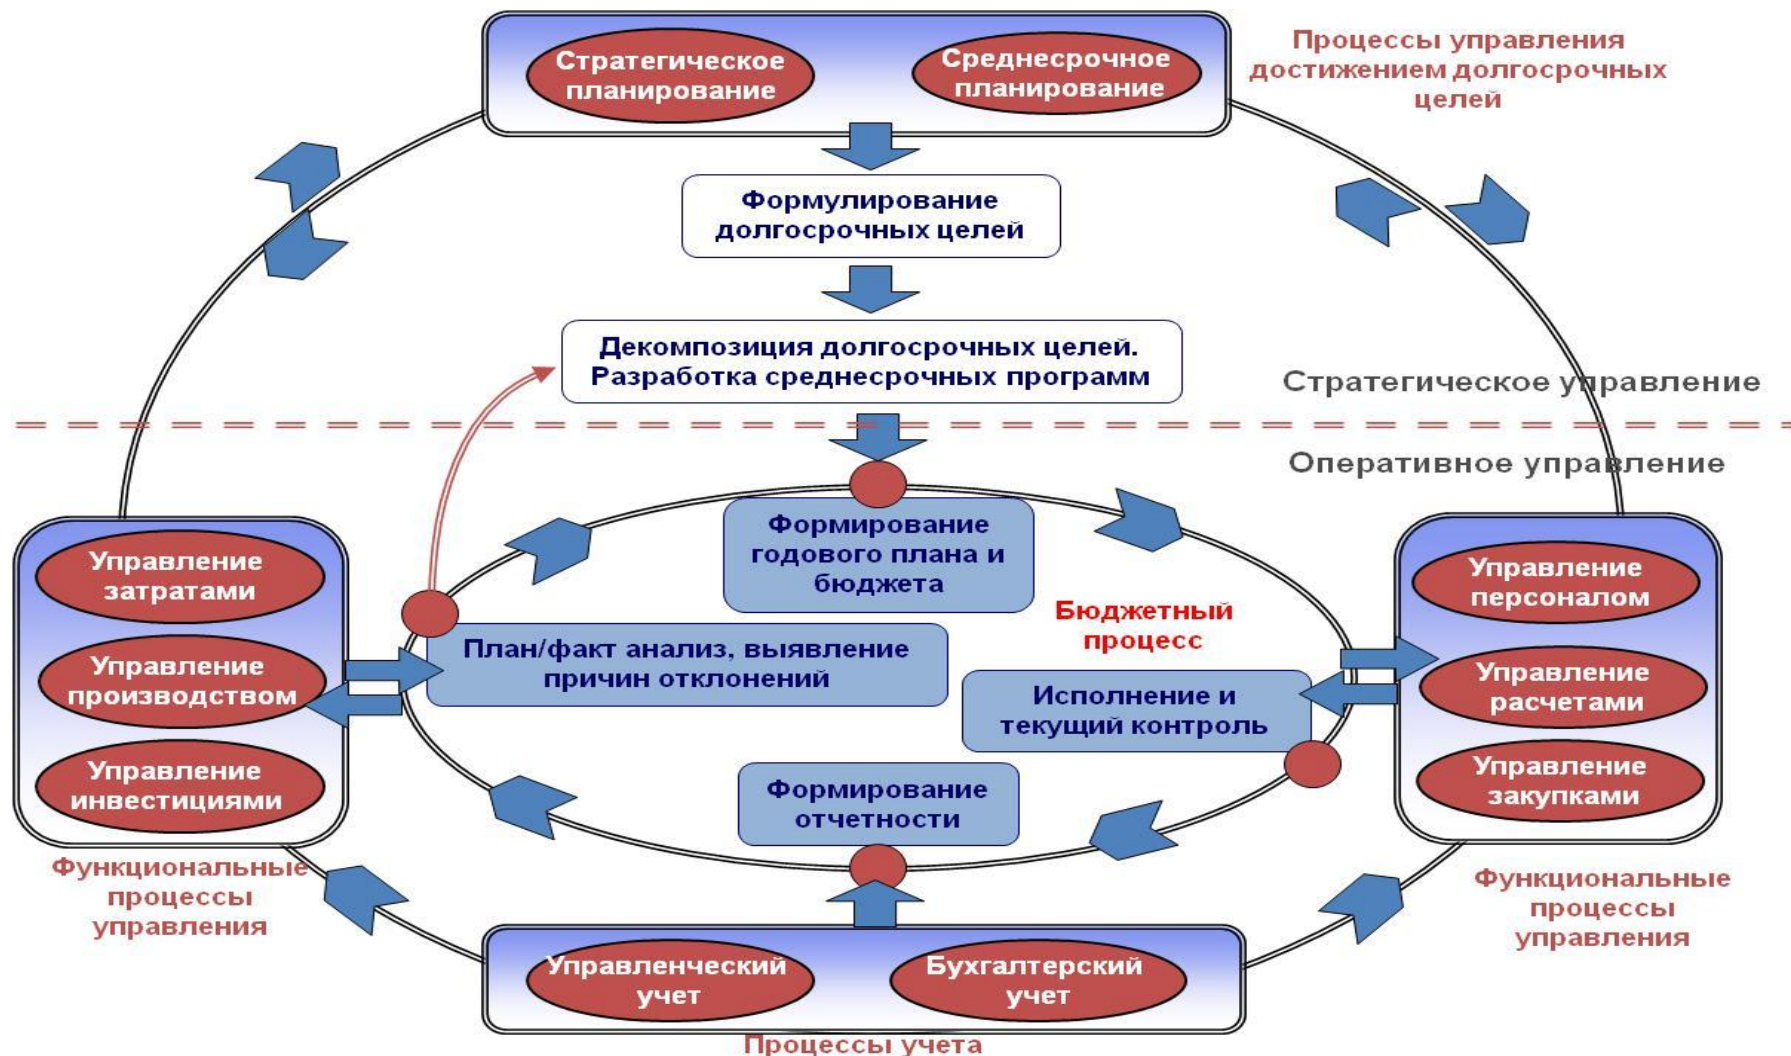 Стратегическое
планирование
Среднесрочное
планирование
Процессы управления
достижением долгосрочных
целей
Формулирование
долгосрочных целей
Декомпозиция долгосрочных целей.
Разработка среднесрочных программ
Стратегическое управление
Оперативное управление
Формирование
годового плана и
бюджета
Управление
затратами
Управление
производством
Управление
инвестициями
План/факт анализ, выявление
причин отклонений
Бюджетный
процесс
Исполнение и
текущий контроль
Управление
персоналом
Управление
расчетами
Управление
закупками
Формирование
отчетности
Функциональные
процессы
управления
Функциональные
процессы
управления
Управленческий
учет
Бухгалтерский
учет
Процессы учета